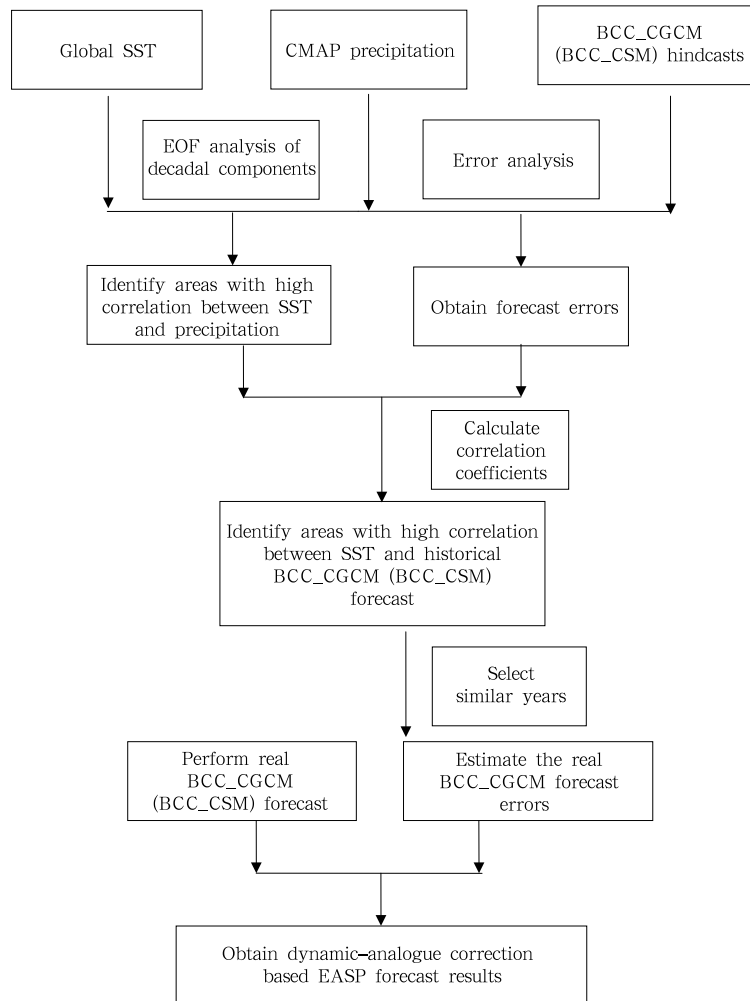 Global SST
CMAP precipitation
BCC_CGCM
(BCC_CSM) hindcasts
EOF analysis of
decadal components
Error analysis
Identify areas with high
correlation between SST
and precipitation
Obtain forecast errors
Calculate
correlation
coefficients
Identify areas with high correlation
between SST and historical
BCC_CGCM (BCC_CSM)
forecast
Select
similar years
Perform real
BCC_CGCM
(BCC_CSM) forecast
Estimate the real
BCC_CGCM forecast
errors
Obtain dynamic–analogue correction
based EASP forecast results